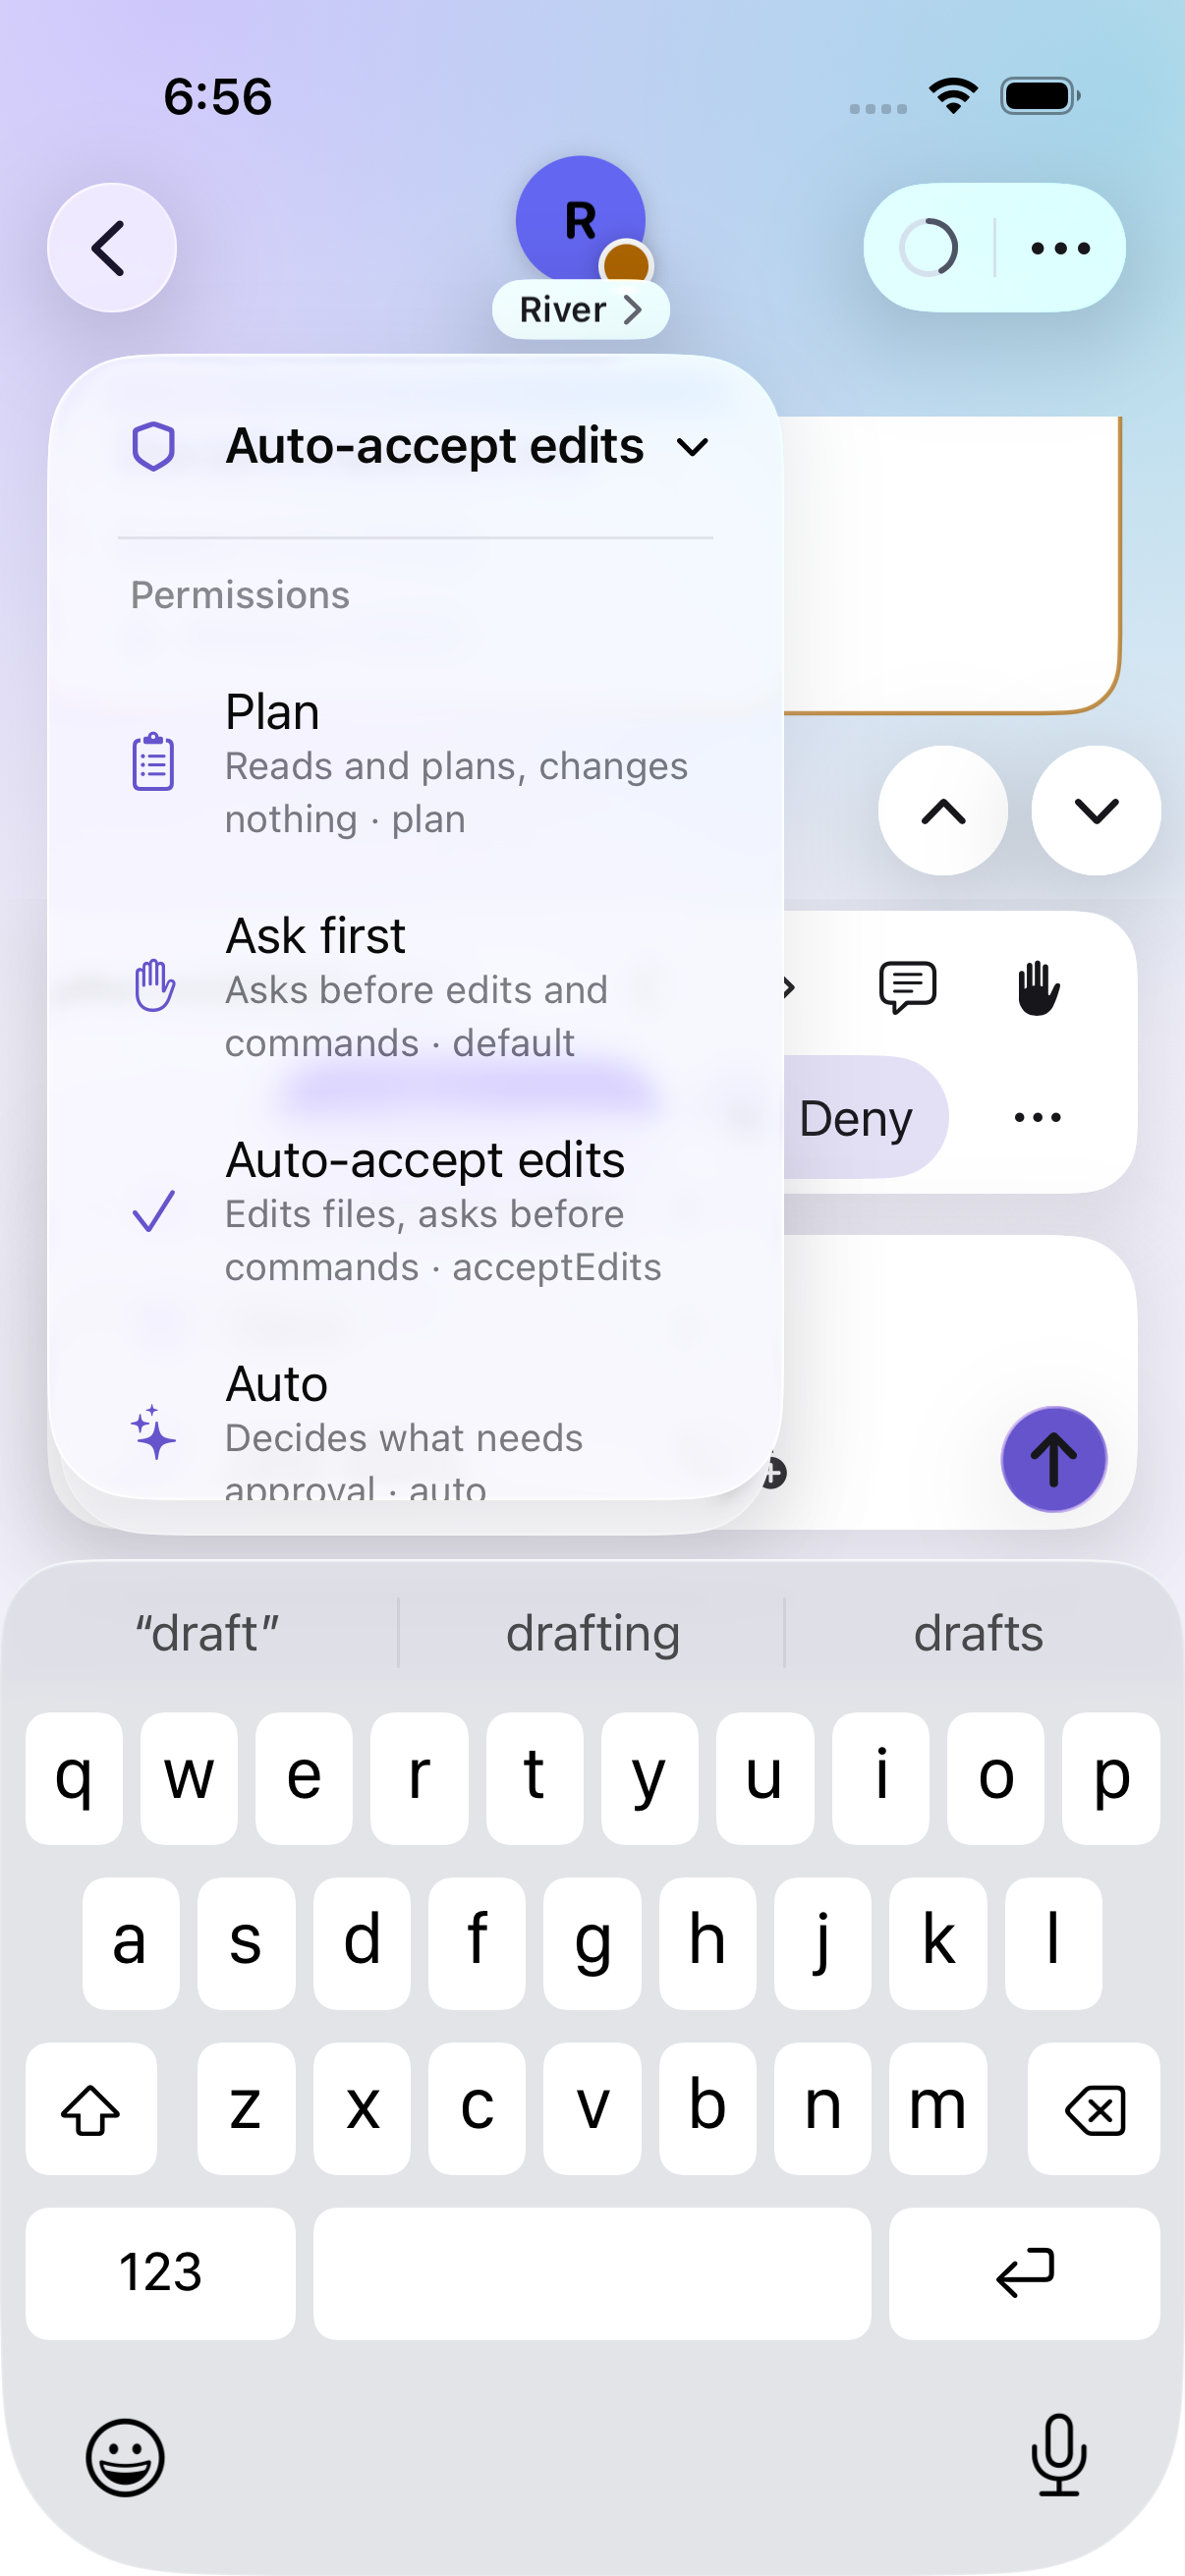 6:56
R
River
Auto-accept edits
Permissions
Plan
Reads and plans, changes
nothing · plan
Ask first
Asks before edits and
commands · default
Deny
Auto-accept edits
Edits files, asks before
commands · acceptEdits
Auto
Decides what needs
approval · auto
“draft”
drafting
drafts
q w e r t y u i o p
a s d f g h j k l
z x c v b n m
123